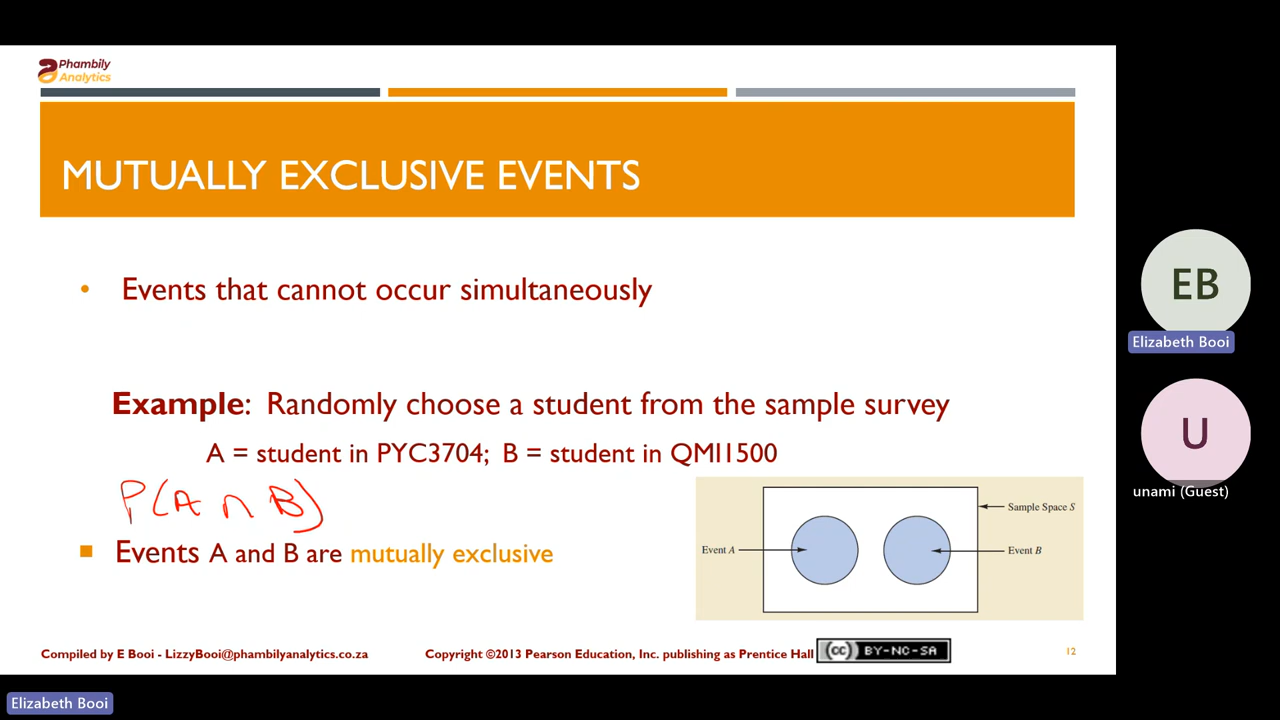 Phambily
Analytics
MUTUALLY EXCLUSIVE EVENTS
• Events that cannot occur simultaneously
Example: Randomly choose a student from the sample survey
A = student in PYC3704; B = student in QMI1500
P(A ∩ B)
Events A and B are mutually exclusive
Sample Space S
Event A
Event B
Compiled by E Booi - LizzyBooi@phambilyanalytics.co.za
Copyright ©2013 Pearson Education, Inc. publishing as Prentice Hall
(cc) BY-NC-SA
12
EB
Elizabeth Booi
U
unami (Guest)
Elizabeth Booi